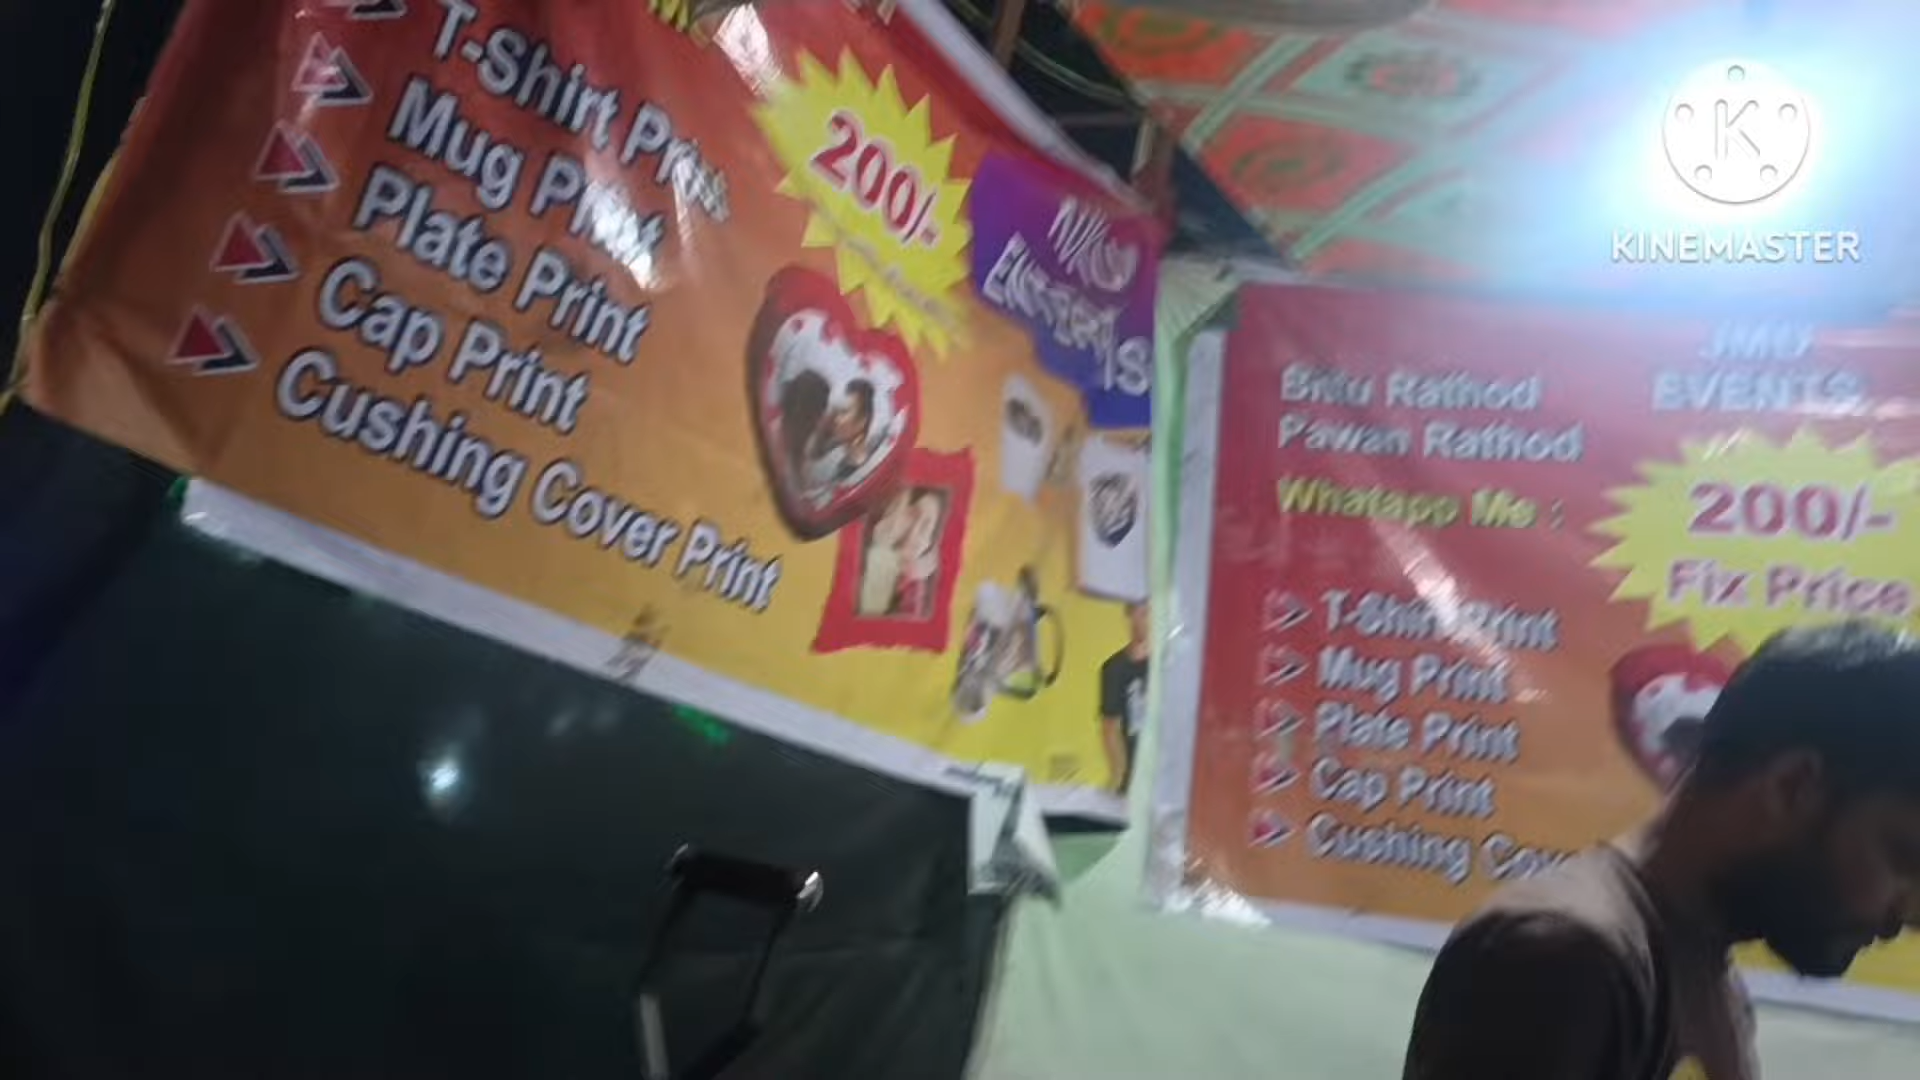 T-Shirt Print
Mug Print
Plate Print
Cap Print
Cushing Cover Print
200/-
KINEMASTER
JMD
EVENTS
Bittu Rathod
Pawan Rathod
Whatapp Me :
200/-
Fix Price
T-Shirt Print
Mug Print
Plate Print
Cap Print
Cushing